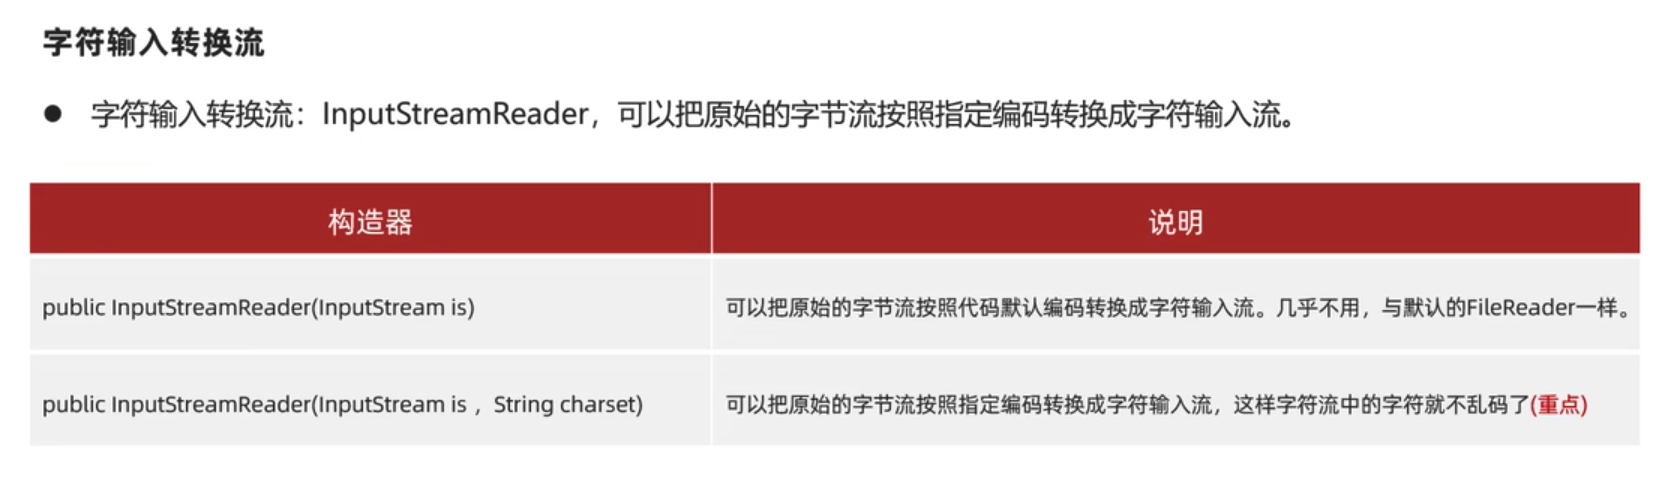 字符输入转换流
● 字符输入转换流：InputStreamReader，可以把原始的字节流按照指定编码转换成字符输入流。
构造器 说明
public InputStreamReader(InputStream is) 可以把原始的字节流按照代码默认编码转换成字符输入流。几乎不用，与默认的FileReader一样。
public InputStreamReader(InputStream is ，String charset) 可以把原始的字节流按照指定编码转换成字符输入流，这样字符流中的字符就不乱码了(重点)